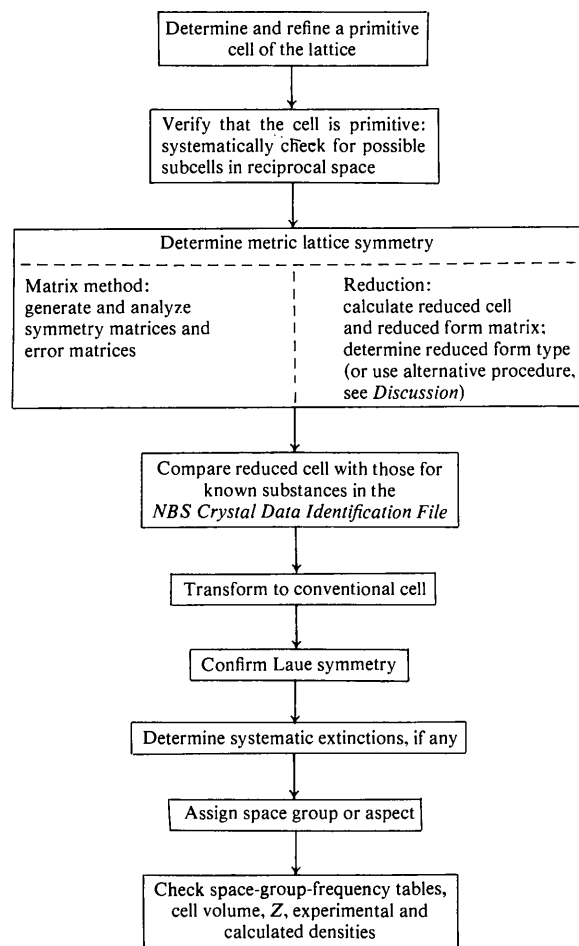 Determine and refine a primitive
cell of the lattice
Verify that the cell is primitive:
systematically check for possible
subcells in reciprocal space
Determine metric lattice symmetry
Matrix method:
generate and analyze
symmetry matrices and
error matrices
Reduction:
calculate reduced cell
and reduced form matrix;
determine reduced form type
(or use alternative procedure,
see Discussion)
Compare reduced cell with those for
known substances in the
NBS Crystal Data Identification File
Transform to conventional cell
Confirm Laue symmetry
Determine systematic extinctions, if any
Assign space group or aspect
Check space-group-frequency tables,
cell volume, Z, experimental and
calculated densities